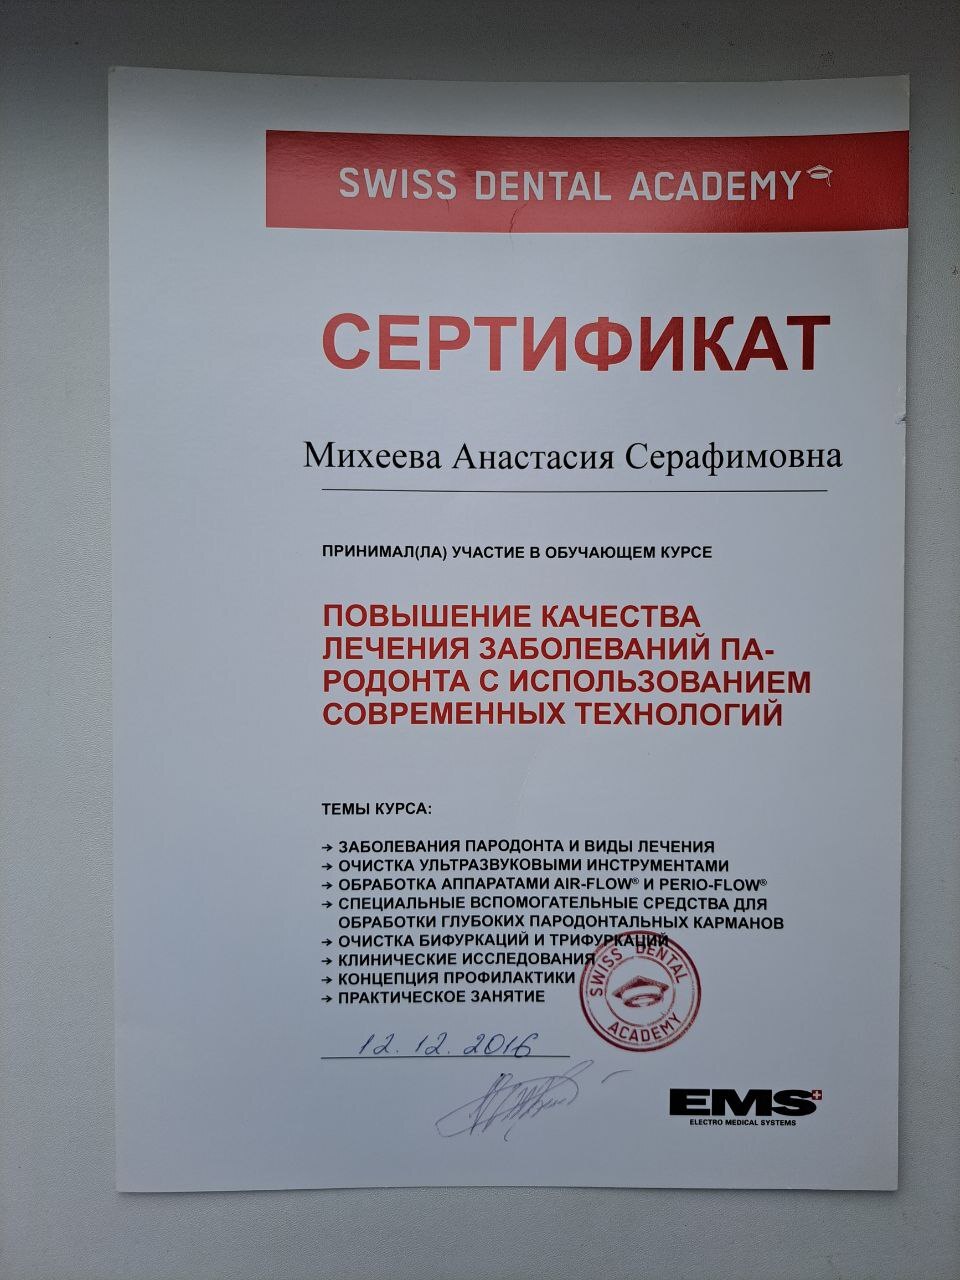 SWISS DENTAL ACADEMY
СЕРТИФИКАТ
Михеева Анастасия Серафимовна
ПРИНИМАЛ(ЛА) УЧАСТИЕ В ОБУЧАЮЩЕМ КУРСЕ
ПОВЫШЕНИЕ КАЧЕСТВА
ЛЕЧЕНИЯ ЗАБОЛЕВАНИЙ ПА-
РОДОНТА С ИСПОЛЬЗОВАНИЕМ
СОВРЕМЕННЫХ ТЕХНОЛОГИЙ
ТЕМЫ КУРСА:
→ ЗАБОЛЕВАНИЯ ПАРОДОНТА И ВИДЫ ЛЕЧЕНИЯ
→ ОЧИСТКА УЛЬТРАЗВУКОВЫМИ ИНСТРУМЕНТАМИ
→ ОБРАБОТКА АППАРАТАМИ AIR-FLOW® И PERIO-FLOW®
→ СПЕЦИАЛЬНЫЕ ВСПОМОГАТЕЛЬНЫЕ СРЕДСТВА ДЛЯ
ОБРАБОТКИ ГЛУБОКИХ ПАРОДОНТАЛЬНЫХ КАРМАНОВ
→ ОЧИСТКА БИФУРКАЦИЙ И ТРИФУРКАЦИЙ
→ КЛИНИЧЕСКИЕ ИССЛЕДОВАНИЯ
→ КОНЦЕПЦИЯ ПРОФИЛАКТИКИ
→ ПРАКТИЧЕСКОЕ ЗАНЯТИЕ
SWISS DENTAL
ACADEMY
12.12.2016
EMS
ELECTRO MEDICAL SYSTEMS